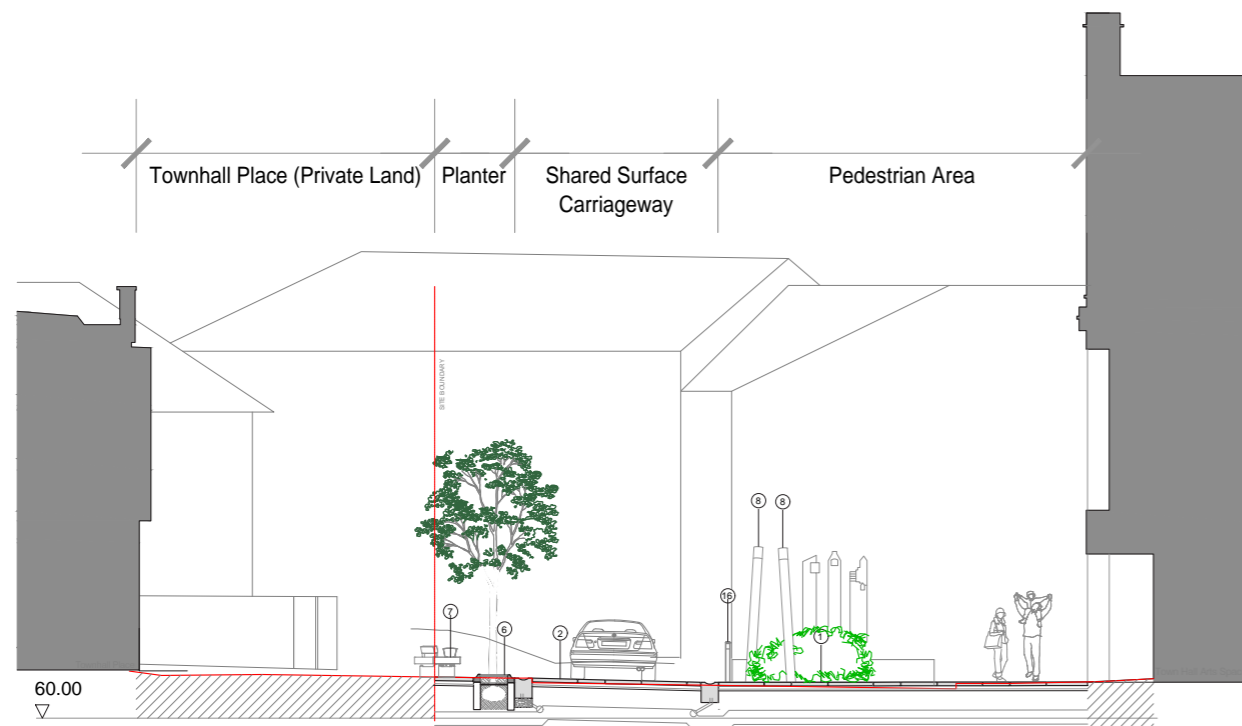 Townhall Place (Private Land)
Planter
Shared Surface
Carriageway
Pedestrian Area
SITE BOUNDARY
8
8
16
7
6
2
1
60.00